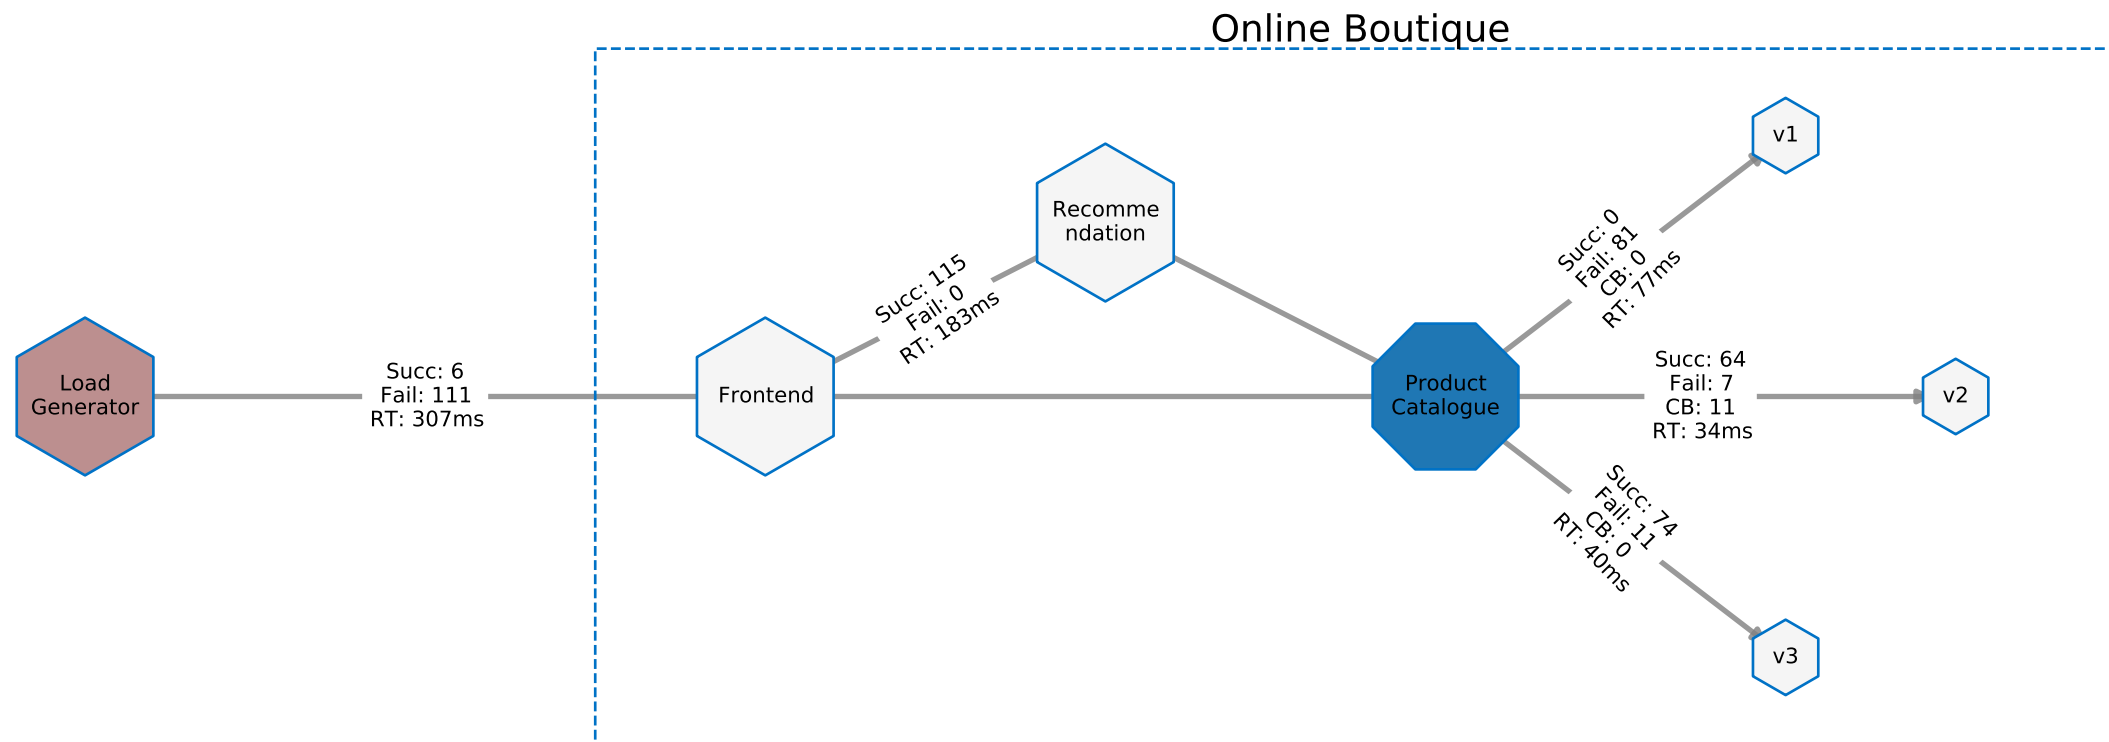 Online Boutique
Load
Generator
Succ: 6
Fail: 111
RT: 307ms
Frontend
Succ: 115
Fail: 0
RT: 183ms
Recomme
ndation
Product
Catalogue
Succ: 0
Fail: 81
CB: 0
RT: 77ms
v1
Succ: 64
Fail: 7
CB: 11
RT: 34ms
v2
Succ: 74
Fail: 11
CB: 0
RT: 40ms
v3